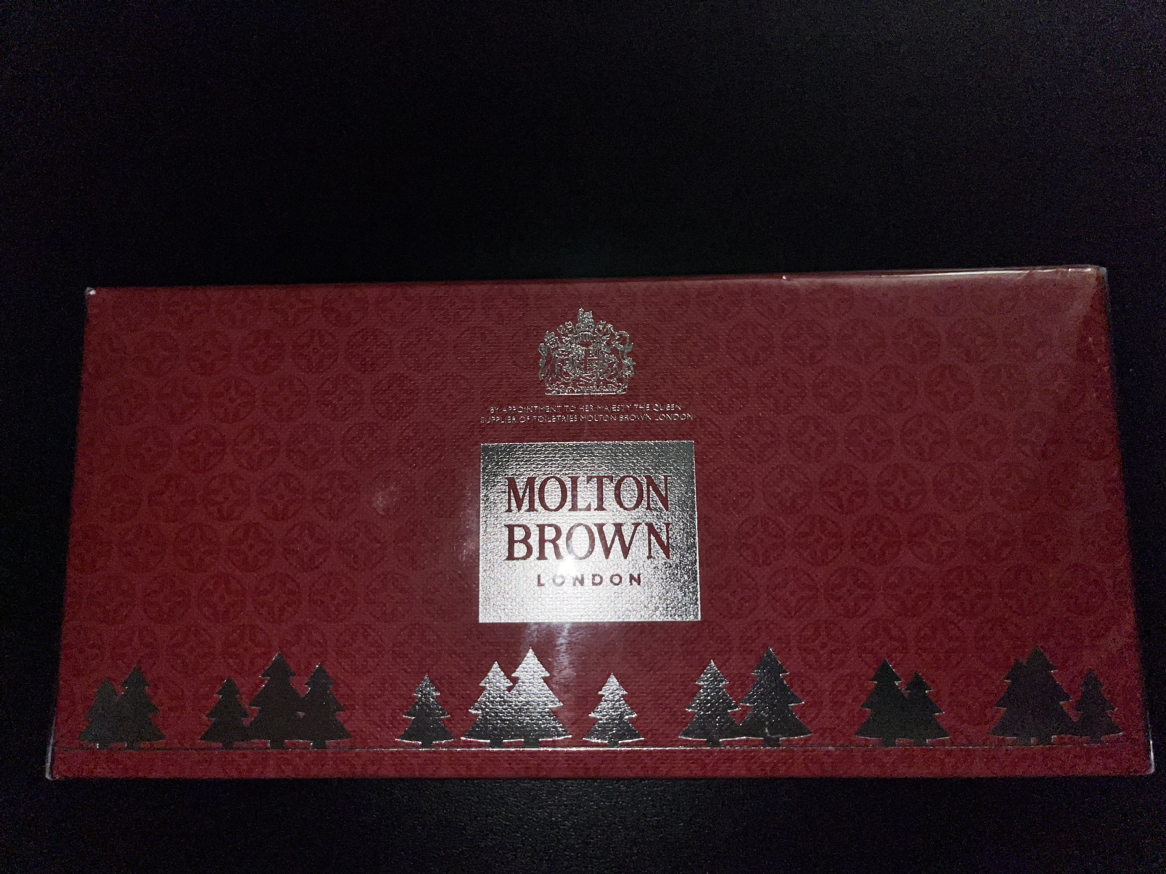 BY APPOINTMENT TO HER MAJESTY THE QUEEN
SUPPLIER OF TOILETRIES MOLTON BROWN LONDON
MOLTON
BROWN
LONDON